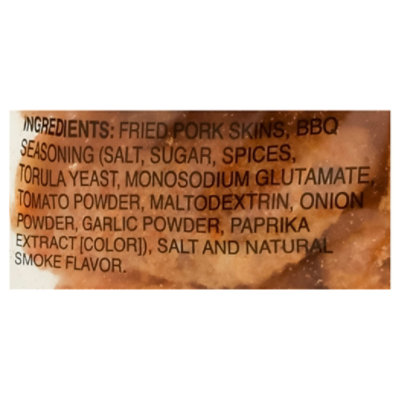 INGREDIENTS: FRIED PORK SKINS, BBQ
SEASONING (SALT, SUGAR, SPICES,
TORULA YEAST, MONOSODIUM GLUTAMATE,
TOMATO POWDER, MALTODEXTRIN, ONION
POWDER, GARLIC POWDER, PAPRIKA
EXTRACT [COLOR]), SALT AND NATURAL
SMOKE FLAVOR.